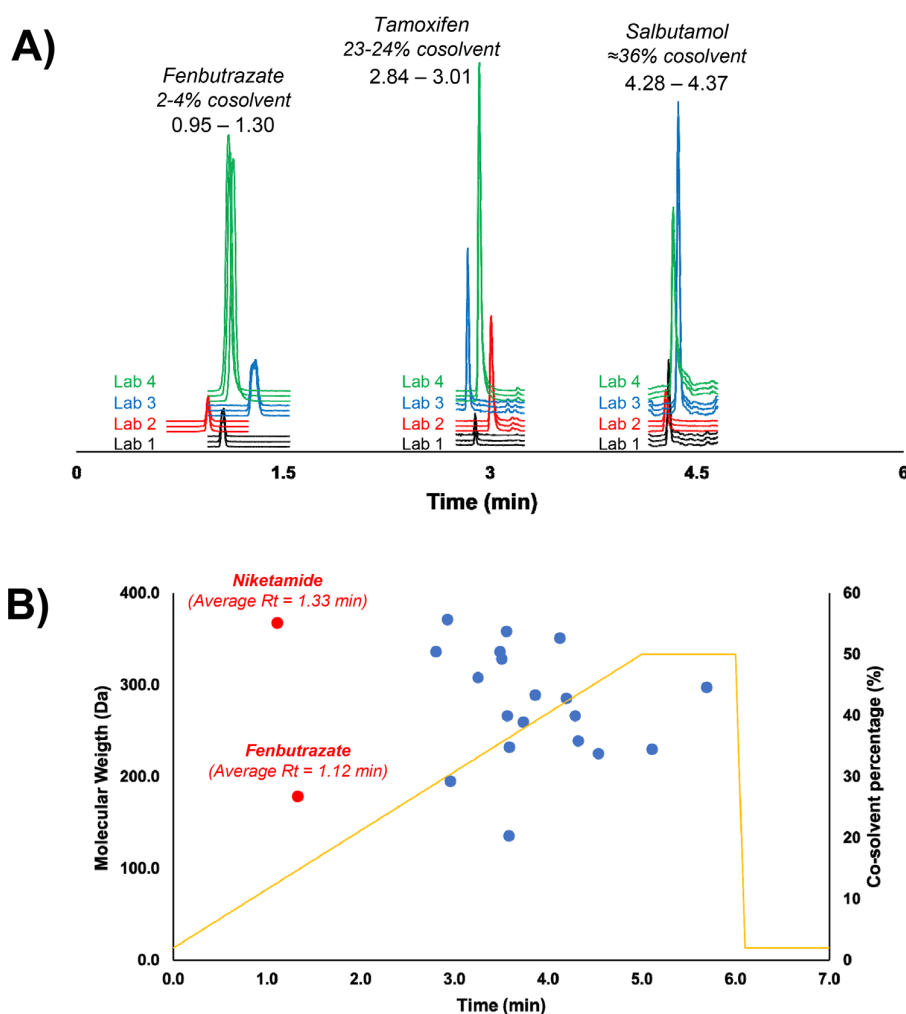 A)
Fenbutrazate
2-4% cosolvent
0.95 – 1.30
Tamoxifen
23-24% cosolvent
2.84 – 3.01
Salbutamol
≈36% cosolvent
4.28 – 4.37
Lab 4
Lab 3
Lab 2
Lab 1
Lab 4
Lab 3
Lab 2
Lab 1
Lab 4
Lab 3
Lab 2
Lab 1
0 1.5 3 4.5 6
Time (min)
B)
Niketamide
(Average Rt = 1.33 min)
Fenbutrazate
(Average Rt = 1.12 min)
Molecular Weigth (Da)
400.0
300.0
200.0
100.0
0.0
60
50
40
30
20
10
0
Co-solvent percentage (%)
0.0 1.0 2.0 3.0 4.0 5.0 6.0 7.0
Time (min)